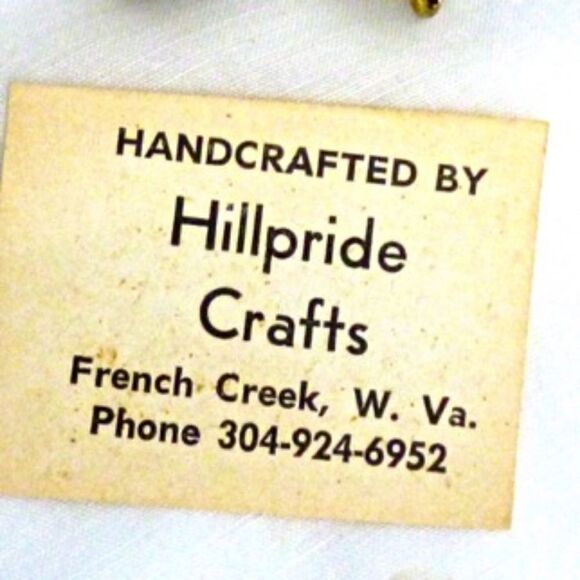 HANDCRAFTED BY
Hillpride
Crafts
French Creek, W. Va.
Phone 304-924-6952